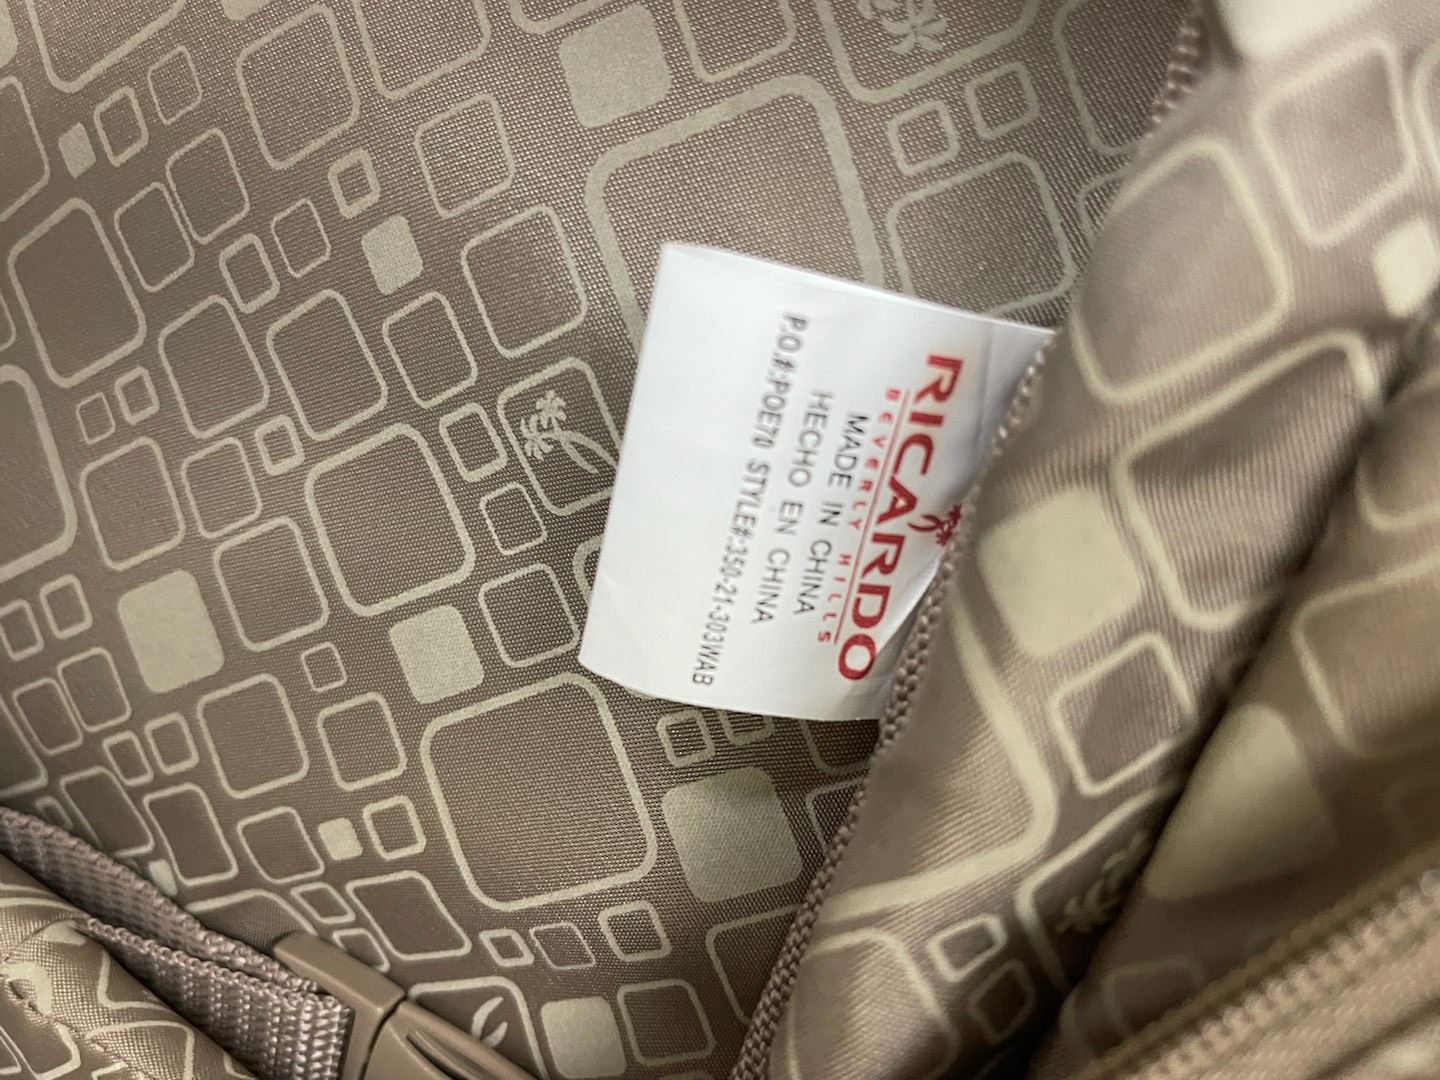 RICARDO
BEVERLY HILLS
MADE IN CHINA
HECHO EN CHINA
P.O.#:POE70 STYLE#:350-21-303WAB